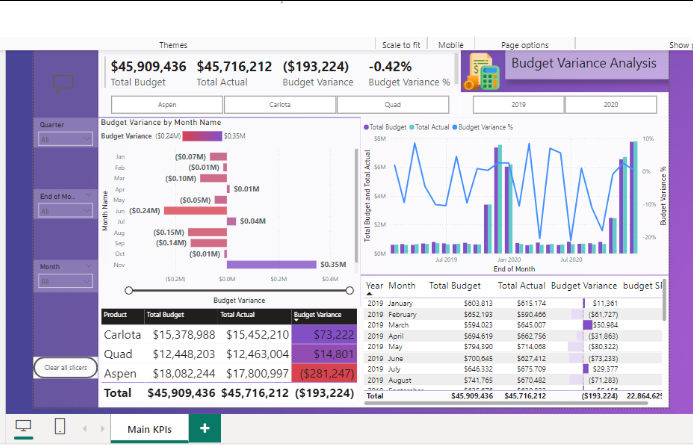 Themes
Scale to fit
Mobile
Page options
Show
$45,909,436 $45,716,212 ($193,224) -0.42%
Total Budget Total Actual Budget Variance Budget Variance %
Budget Variance Analysis
Aspen
Carlota
Quad
2019
2020
Quarter
All
End of Mo...
All
Month
All
Clear all slicers
Budget Variance by Month Name
Budget Variance ($0.24M) $0.35M
Month Name
Jan ($0.07M)
Feb ($0.01M)
Mar ($0.10M)
Apr $0.01M
May ($0.05M)
Jun ($0.24M)
Jul $0.04M
Aug ($0.15M)
Sep ($0.14M)
Oct ($0.01M)
Nov $0.35M
($0.2M) $0.0M $0.2M $0.4M
Budget Variance
Total Budget Total Actual Budget Variance %
Total Budget and Total Actual
$8M
$6M
$4M
$2M
$0M
10%
0%
-10%
-20%
Budget Variance %
Jul 2019 Jan 2020 Jul 2020
End of Month
Product Total Budget Total Actual Budget Variance
Carlota $15,378,988 $15,452,210 $73,222
Quad $12,448,203 $12,463,004 $14,801
Aspen $18,082,244 $17,800,997 ($281,247)
Total $45,909,436 $45,716,212 ($193,224)
Year Month Total Budget Total Actual Budget Variance budget
2019 January $603,813 $615,174 $11,361
2019 February $652,193 $590,466 ($61,727)
2019 March $594,023 $645,007 $50,984
2019 April $694,619 $662,756 ($31,863)
2019 May $794,390 $714,068 ($80,322)
2019 June $700,645 $627,412 ($73,233)
2019 July $646,332 $675,709 $29,377
2019 August $741,765 $670,482 ($71,283)
Total $45,909,436 $45,716,212 ($193,224) 22,864,625
Main KPIs
+